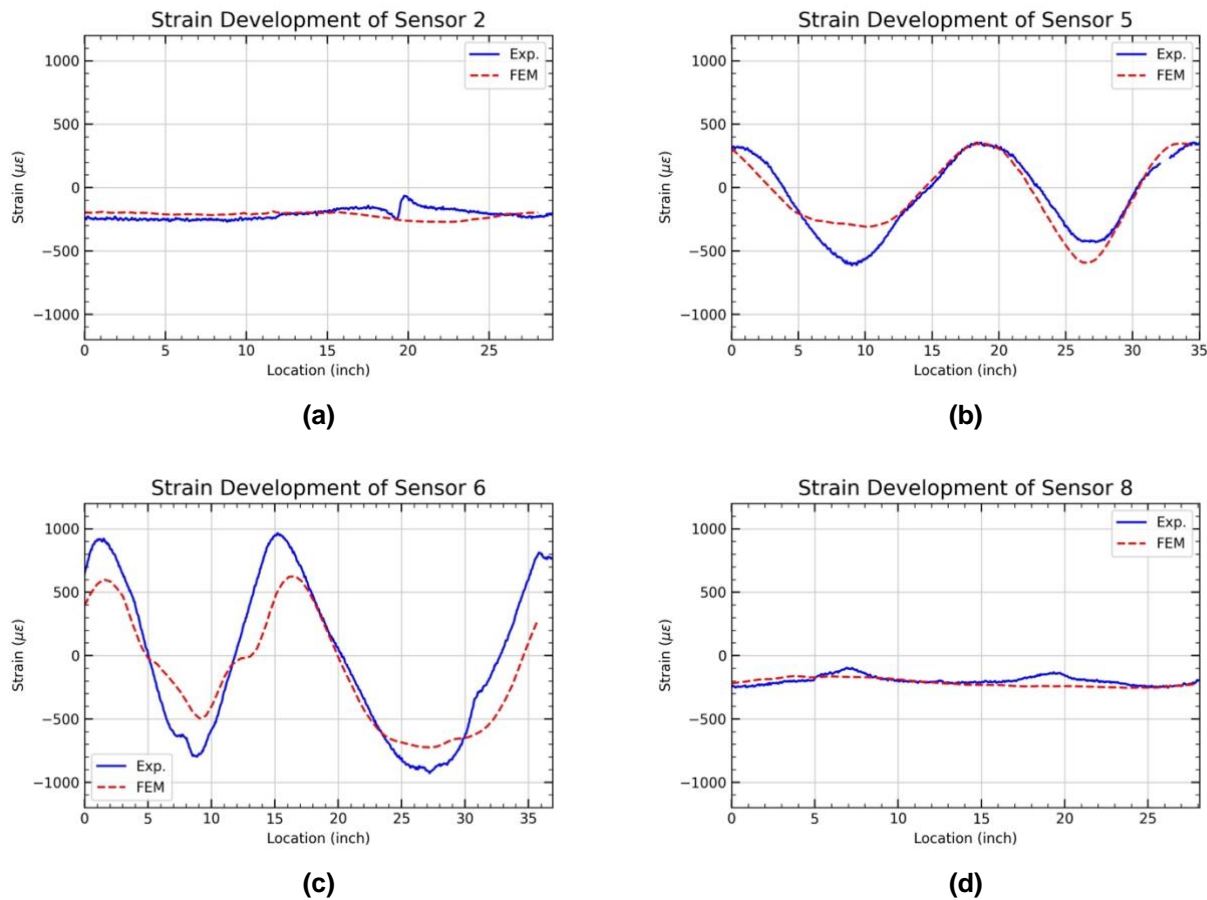 Strain Development of Sensor 2
1000
500
0
−500
−1000
Strain (με)
Exp.
FEM
0 5 10 15 20 25
Location (inch)
(a)
Strain Development of Sensor 5
1000
500
0
−500
−1000
Strain (με)
Exp.
FEM
0 5 10 15 20 25 30 35
Location (inch)
(b)
Strain Development of Sensor 6
1000
500
0
−500
−1000
Strain (με)
Exp.
FEM
0 5 10 15 20 25 30 35
Location (inch)
(c)
Strain Development of Sensor 8
1000
500
0
−500
−1000
Strain (με)
Exp.
FEM
0 5 10 15 20 25
Location (inch)
(d)